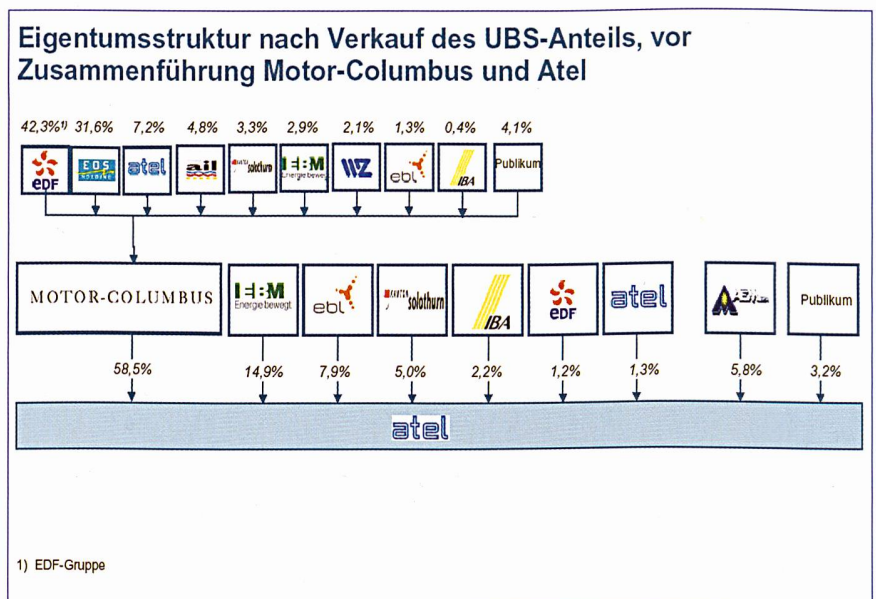 Eigentumsstruktur nach Verkauf des UBS-Anteils, vor
Zusammenführung Motor-Columbus und Atel
42,3%1) 31,6% 7,2% 4,8% 3,3% 2,9% 2,1% 1,3% 0,4% 4,1%
eDF EOS HOLDING atel ail solothurn EBM Energie bewegt WZ ebl IBA Publikum
MOTOR-COLUMBUS EBM Energie bewegt ebl KANTON solothurn IBA eDF atel AEW Publikum
58,5% 14,9% 7,9% 5,0% 2,2% 1,2% 1,3% 5,8% 3,2%
atel
1) EDF-Gruppe